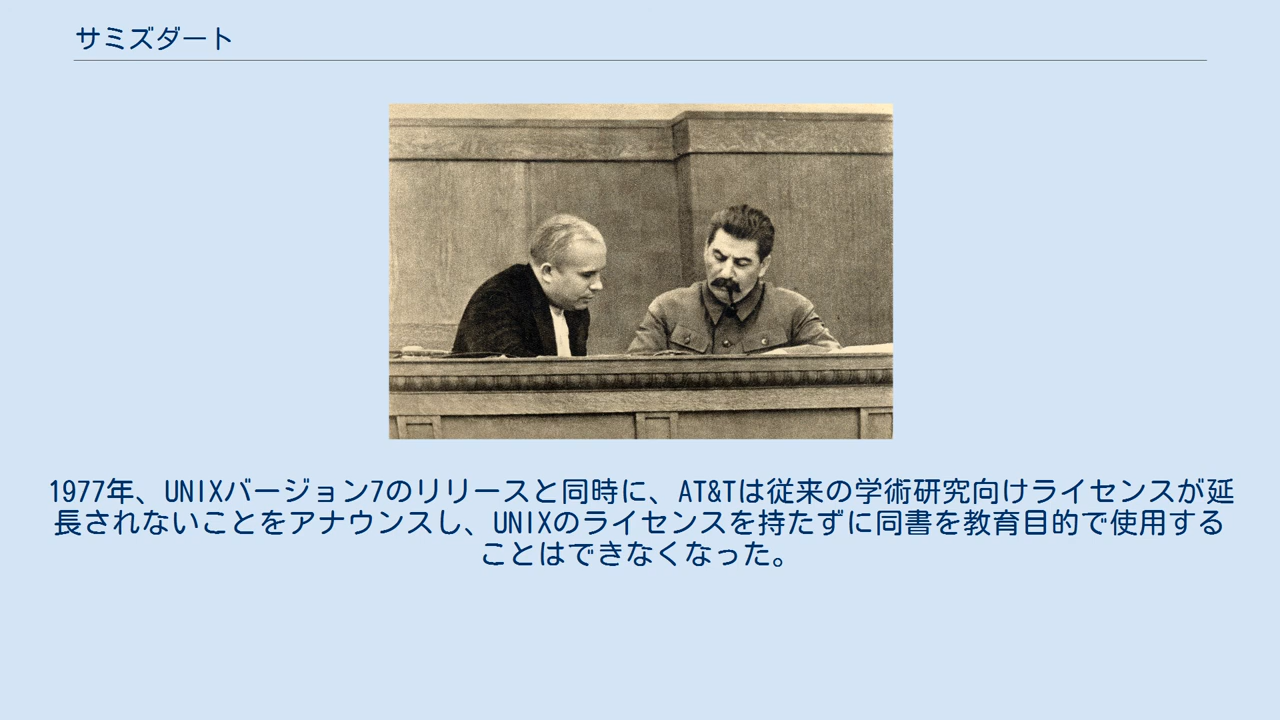 サミズダート
1977年、UNIXバージョン7のリリースと同時に、AT&Tは従来の学術研究向けライセンスが延
長されないことをアナウンスし、UNIXのライセンスを持たずに同書を教育目的で使用する
ことはできなくなった。